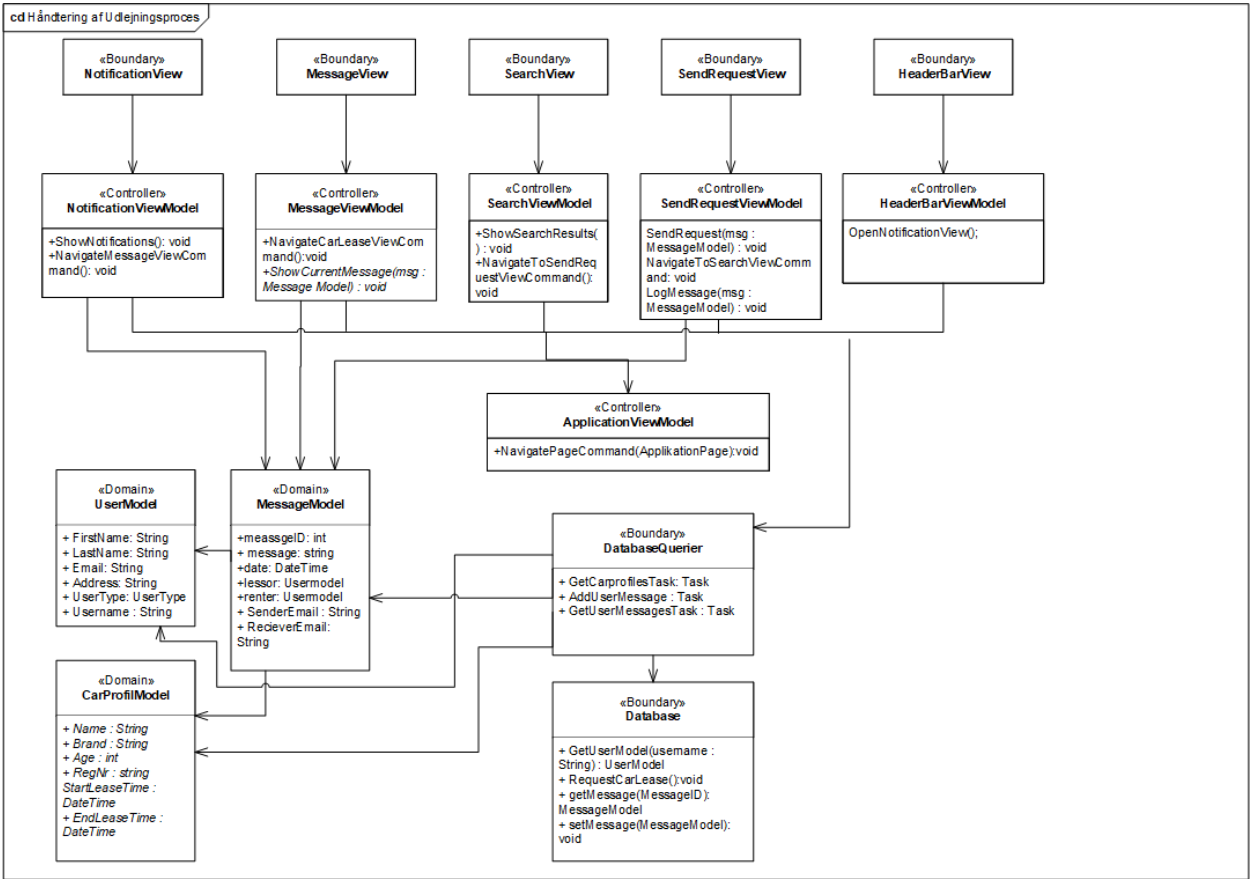 cd Håndtering af Udlejningsproces
«Boundary»
NotificationView
«Boundary»
MessageView
«Boundary»
SearchView
«Boundary»
SendRequestView
«Boundary»
HeaderBarView
«Controller»
NotificationViewModel
+ShowNotifications(): void
+NavigateMessageViewCom
mand(): void
«Controller»
MessageViewModel
+NavigateCarLeaseViewCom
mand():void
+ShowCurrentMessage(msg :
Message Model) : void
«Controller»
SearchViewModel
+ShowSearchResults(
) : void
+NavigateToSendReq
uestViewCommand():
void
«Controller»
SendRequestViewModel
SendRequest(msg :
MessageModel) : void
NavigateToSearchViewComm
and: void
LogMessage(msg :
MessageModel) : void
«Controller»
HeaderBarViewModel
OpenNotificationView();
«Controller»
ApplicationViewModel
+NavigatePageCommand(ApplikationPage):void
«Domain»
UserModel
+ FirstName: String
+ LastName: String
+ Email: String
+ Address: String
+ UserType: UserType
+ Username : String
«Domain»
MessageModel
+meassgeID: int
+ message: string
+date: DateTime
+lessor: Usermodel
+renter: Usermodel
+ SenderEmail : String
+ RecieverEmail:
String
«Boundary»
DatabaseQuerier
+ GetCarprofilesTask: Task
+ AddUserMessage : Task
+ GetUserMessagesTask : Task
«Domain»
CarProfilModel
+ Name : String
+ Brand : String
+ Age : int
+ RegNr : string
StartLeaseTime :
DateTime
+ EndLeaseTime :
DateTime
«Boundary»
Database
+ GetUserModel(username :
String) : UserModel
+ RequestCarLease():void
+ getMessage(MessageID):
MessageModel
+ setMessage(MessageModel):
void